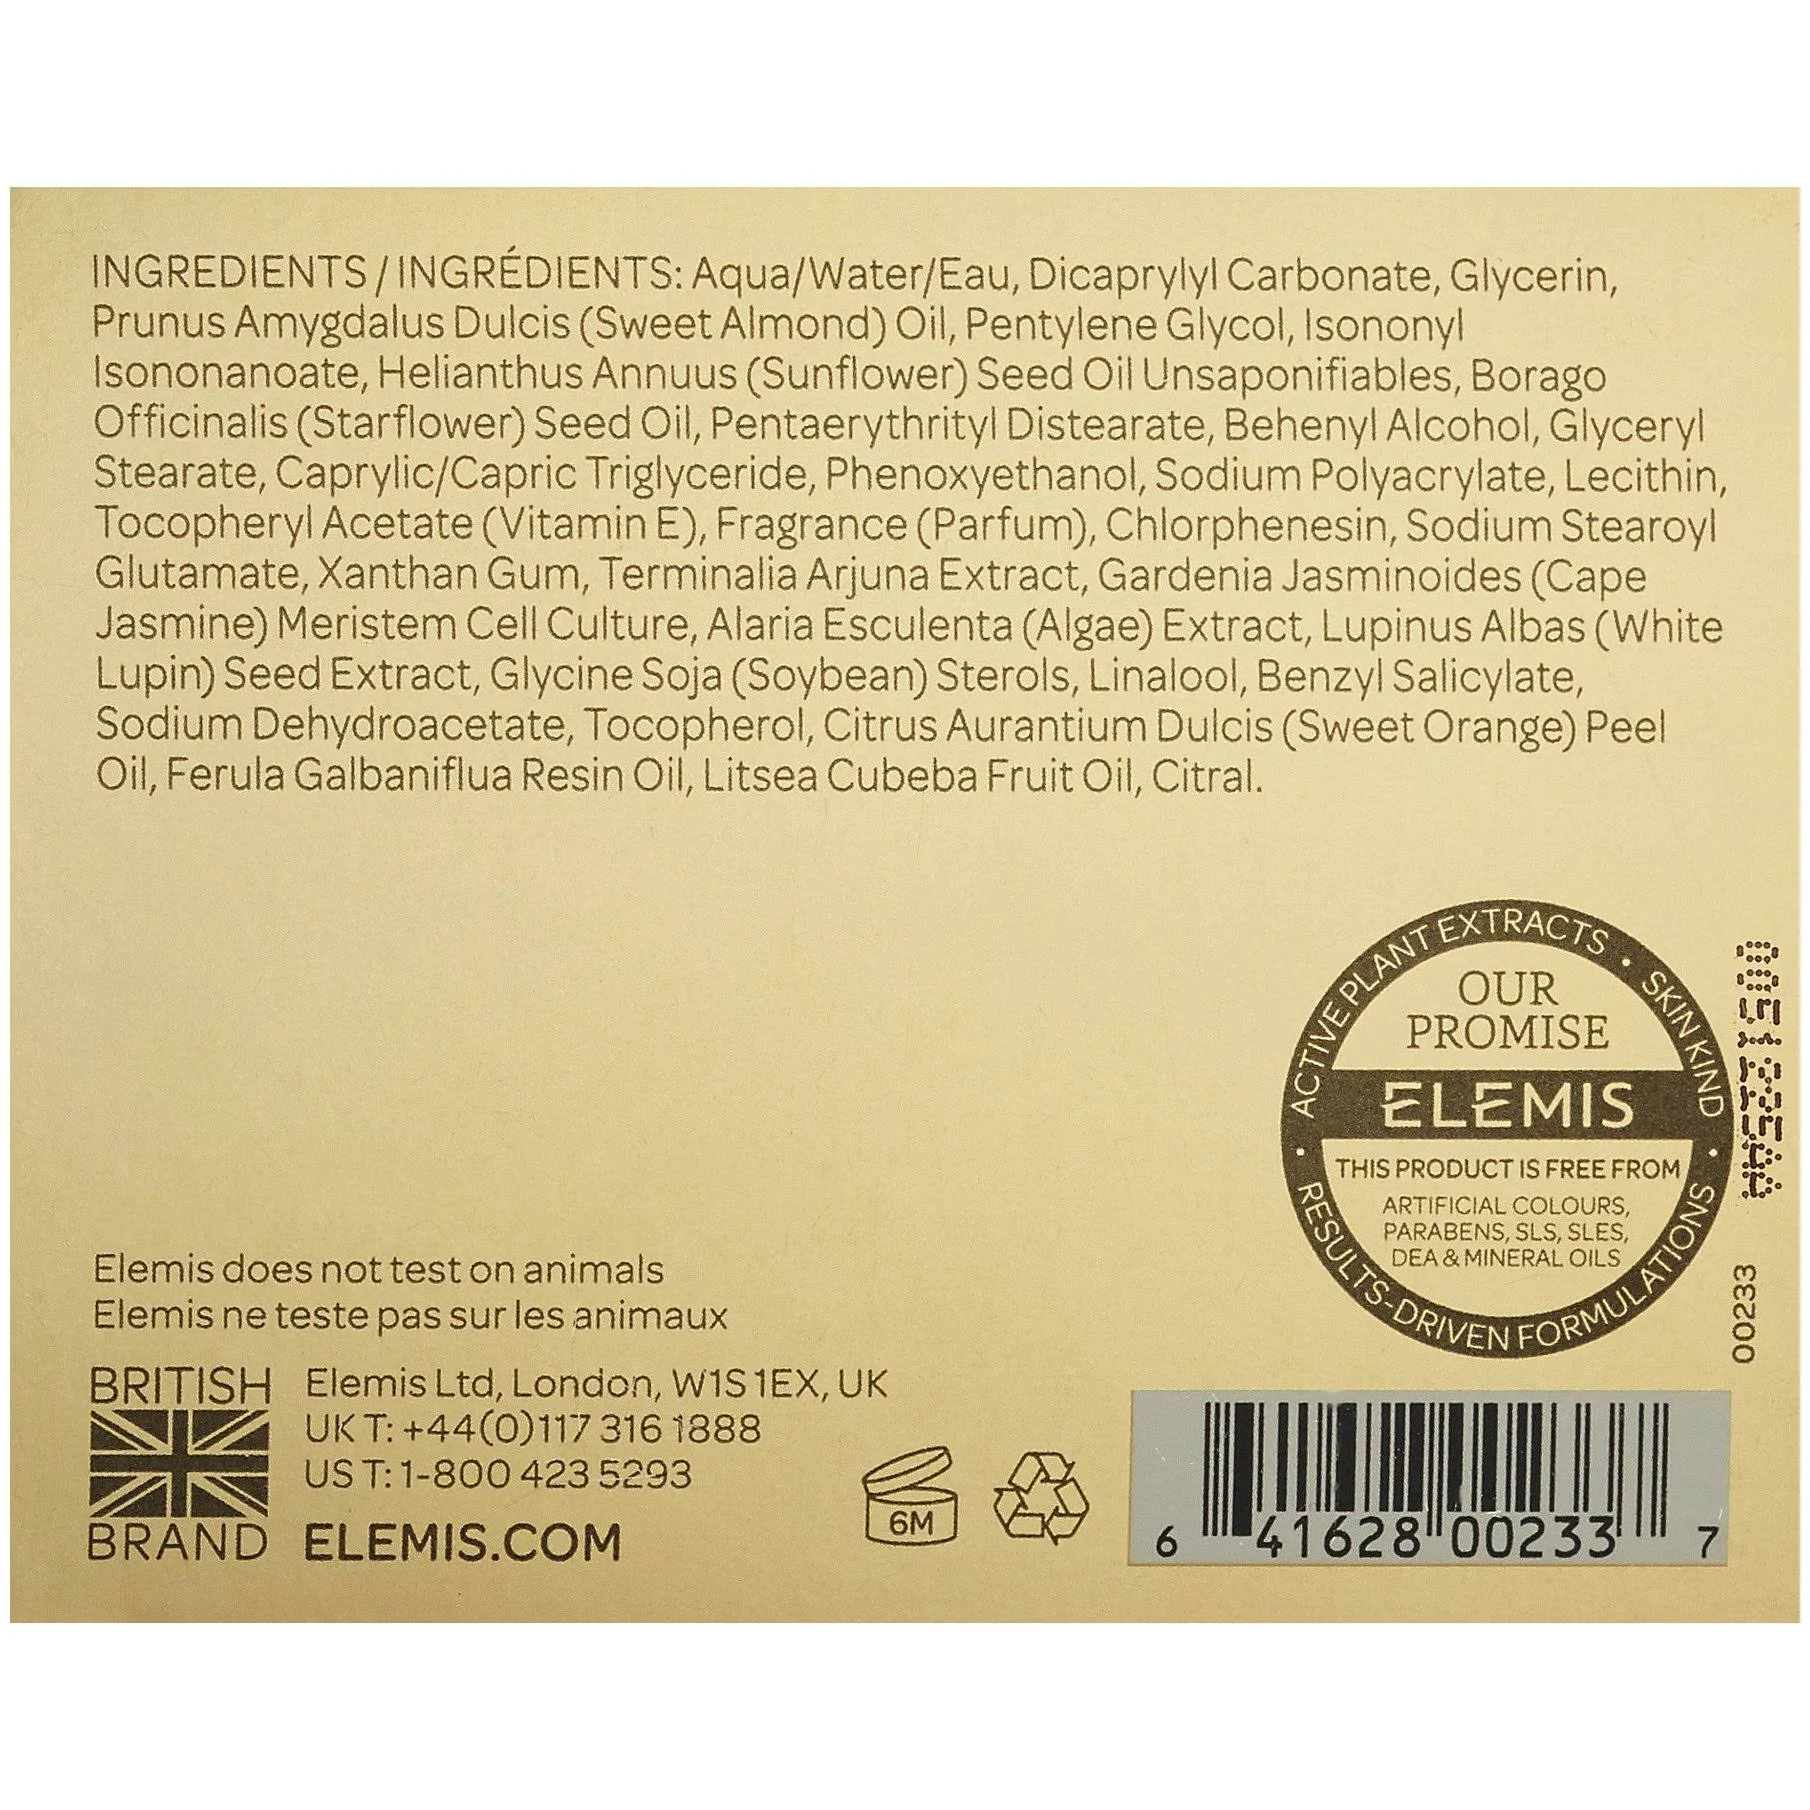 INGREDIENTS / INGRÉDIENTS: Aqua/Water/Eau, Dicaprylyl Carbonate, Glycerin,
Prunus Amygdalus Dulcis (Sweet Almond) Oil, Pentylene Glycol, Isononyl
Isononanoate, Helianthus Annuus (Sunflower) Seed Oil Unsaponifiables, Borago
Officinalis (Starflower) Seed Oil, Pentaerythrityl Distearate, Behenyl Alcohol, Glyceryl
Stearate, Caprylic/Capric Triglyceride, Phenoxyethanol, Sodium Polyacrylate, Lecithin,
Tocopheryl Acetate (Vitamin E), Fragrance (Parfum), Chlorphenesin, Sodium Stearoyl
Glutamate, Xanthan Gum, Terminalia Arjuna Extract, Gardenia Jasminoides (Cape
Jasmine) Meristem Cell Culture, Alaria Esculenta (Algae) Extract, Lupinus Albas (White
Lupin) Seed Extract, Glycine Soja (Soybean) Sterols, Linalool, Benzyl Salicylate,
Sodium Dehydroacetate, Tocopherol, Citrus Aurantium Dulcis (Sweet Orange) Peel
Oil, Ferula Galbaniflua Resin Oil, Litsea Cubeba Fruit Oil, Citral.
ACTIVE PLANT EXTRACTS • SKIN KIND •
RESULTS-DRIVEN FORMULATIONS •
OUR
PROMISE
ELEMIS
THIS PRODUCT IS FREE FROM
ARTIFICIAL COLOURS,
PARABENS, SLS, SLES,
DEA & MINERAL OILS
00233
Elemis does not test on animals
Elemis ne teste pas sur les animaux
BRITISH
BRAND
Elemis Ltd, London, W1S 1EX, UK
UK T: +44(0)117 316 1888
US T: 1-800 423 5293
ELEMIS.COM
6M
6 41628 00233 7